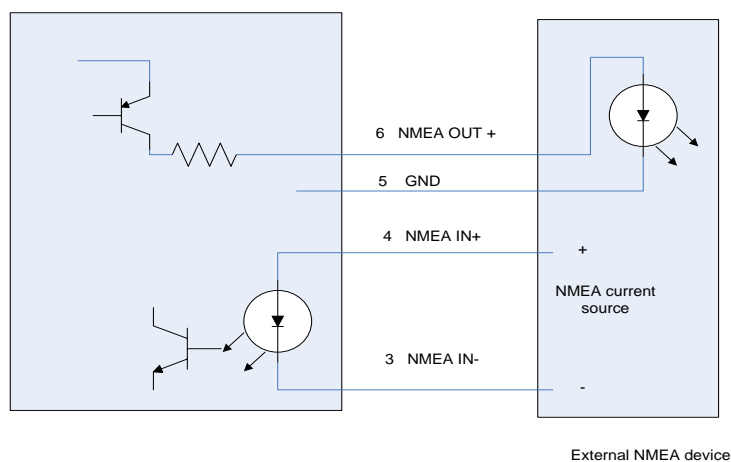 6 NMEA OUT +
5 GND
4 NMEA IN+
+
NMEA current
source
3 NMEA IN-
-
External NMEA device